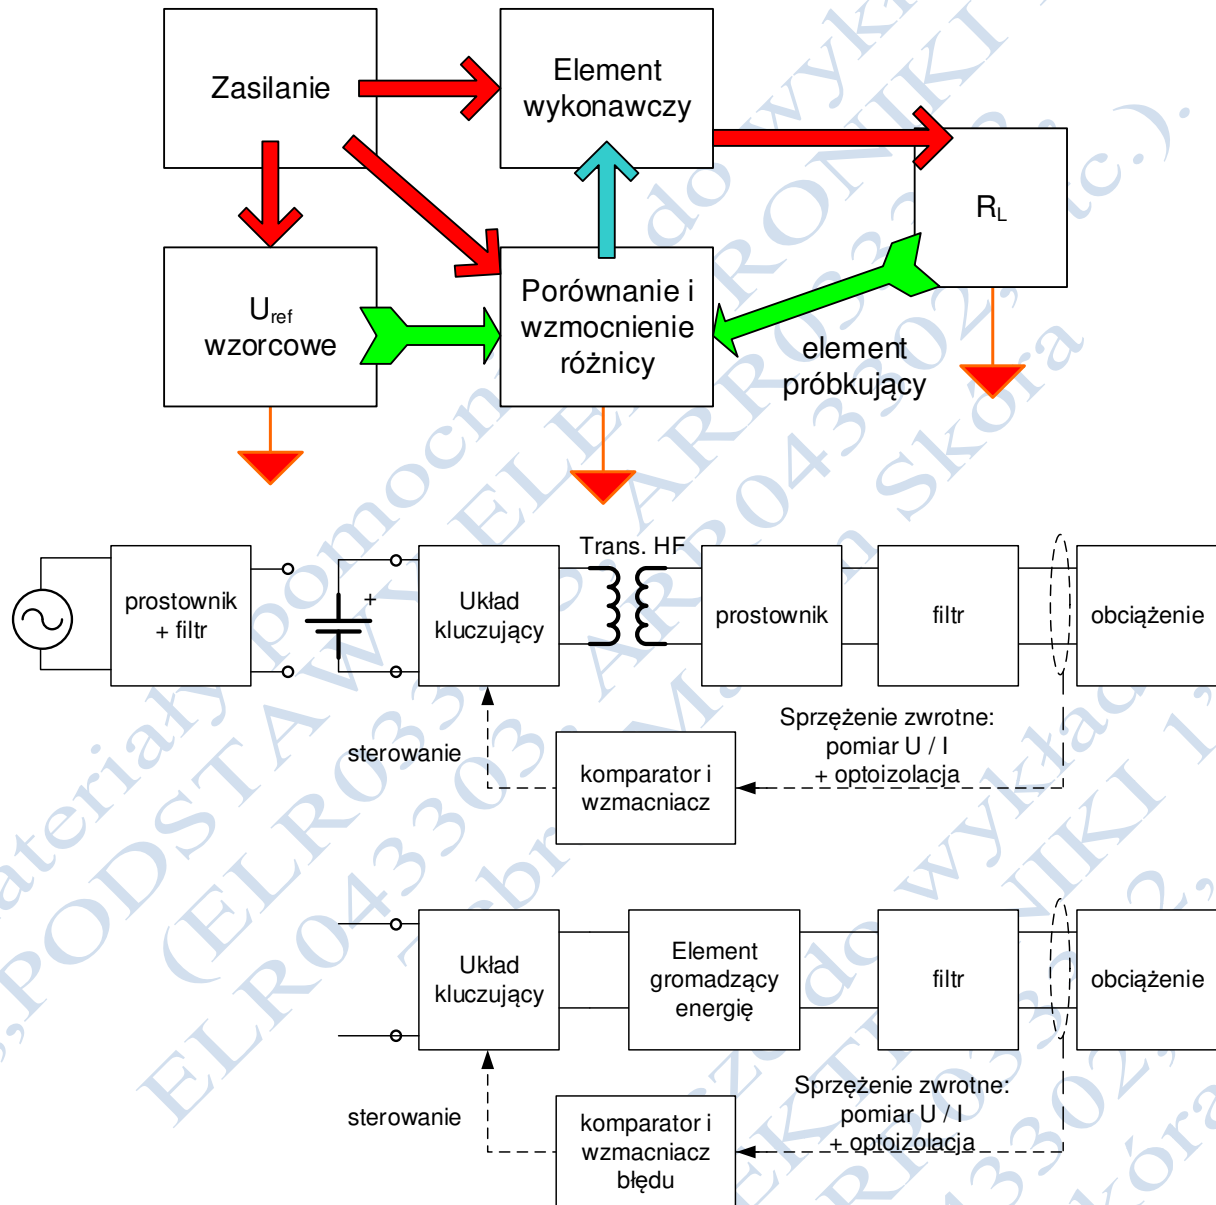 Zasilanie
Element
wykonawczy
R_L
U_ref
wzorcowe
Porównanie i
wzmocnienie
różnicy
element
próbkujący
Trans. HF
prostownik
+ filtr
+
Układ
kluczujący
prostownik
filtr
obciążenie
sterowanie
komparator i
wzmacniacz
Sprzężenie zwrotne:
pomiar U / I
+ optoizolacja
Układ
kluczujący
Element
gromadzący
energię
filtr
obciążenie
sterowanie
komparator i
wzmacniacz
błędu
Sprzężenie zwrotne:
pomiar U / I
+ optoizolacja